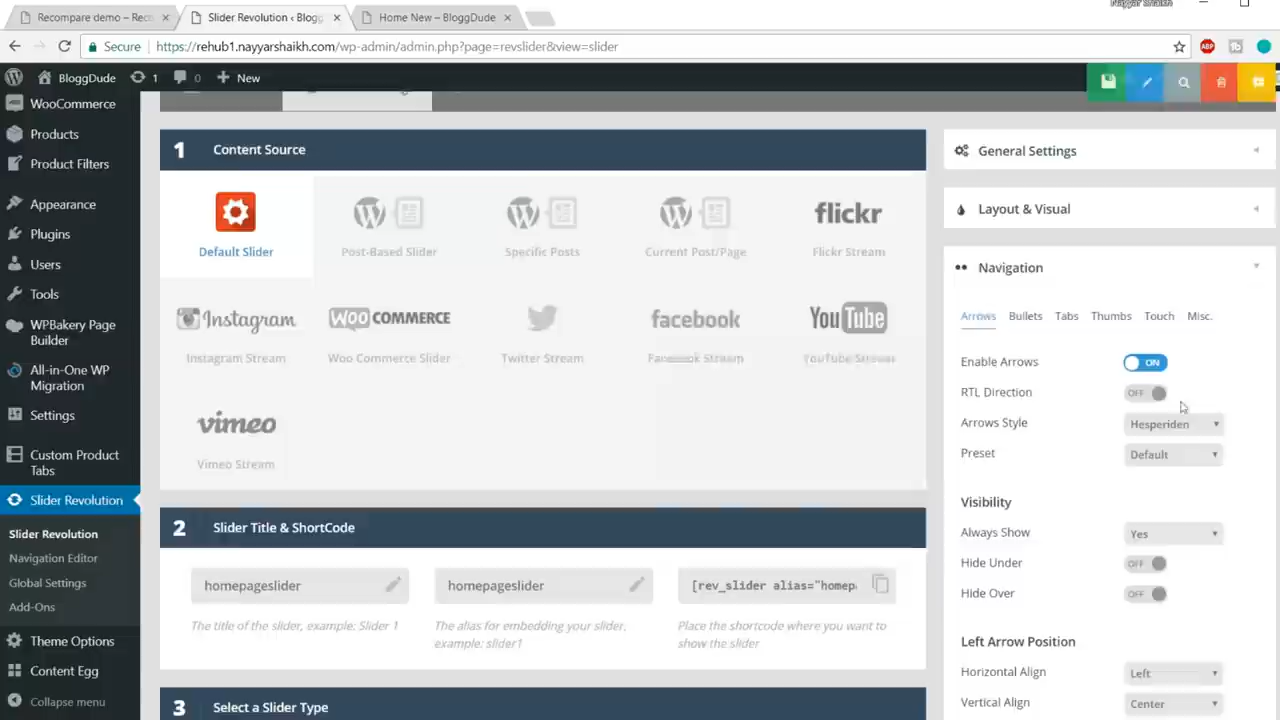 Nayyar Shaikh
Recompare demo – Reco
Slider Revolution ‹ Blogg
Home New – BloggDude
Secure
https://rehub1.nayyarshaikh.com/wp-admin/admin.php?page=revslider&view=slider
ABP
BloggDude
1
0
New
WooCommerce
Products
Product Filters
Appearance
Plugins
Users
Tools
WPBakery Page
Builder
All-in-One WP
Migration
Settings
Custom Product
Tabs
Slider Revolution
Slider Revolution
Navigation Editor
Global Settings
Add-Ons
Theme Options
Content Egg
Collapse menu
1 Content Source
Default Slider
Post-Based Slider
Specific Posts
Current Post/Page
flickr
Flickr Stream
Instagram
Instagram Stream
WOO COMMERCE
Woo Commerce Slider
Twitter Stream
facebook
Facebook Stream
YouTube
YouTube Stream
vimeo
Vimeo Stream
2 Slider Title & ShortCode
homepageslider
homepageslider
[rev_slider alias="homepa
The title of the slider, example: Slider 1
The alias for embedding your slider,
example: slider1
Place the shortcode where you want to
show the slider
3 Select a Slider Type
General Settings
Layout & Visual
Navigation
Arrows Bullets Tabs Thumbs Touch Misc.
Enable Arrows ON
RTL Direction OFF
Arrows Style Hesperiden
Preset Default
Visibility
Always Show Yes
Hide Under OFF
Hide Over OFF
Left Arrow Position
Horizontal Align Left
Vertical Align Center